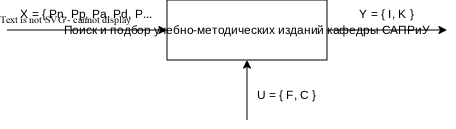 X = { Pn, Pp, Pa, Pd, P...
Y = { I, K }
Text is not SVG - cannot display
Поиск и подбор учебно-методических изданий кафедры САПРиУ
U = { F, C }